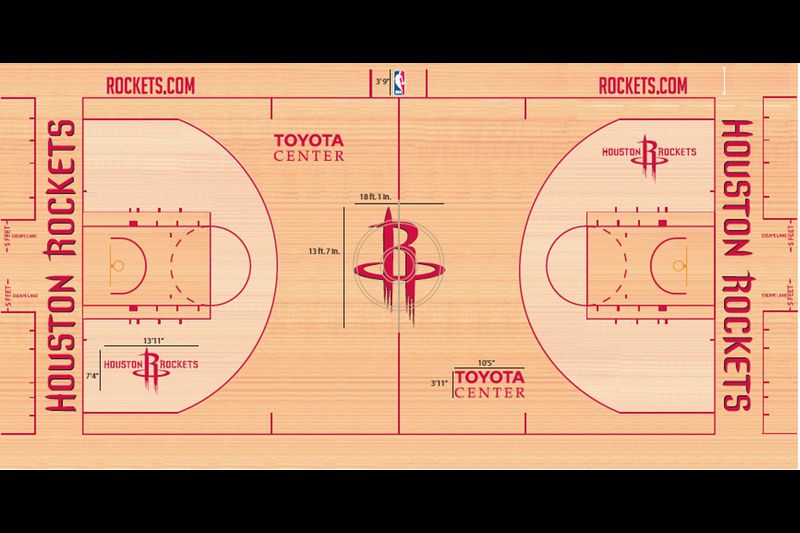 ROCKETS.COM
3' 9"
ROCKETS.COM
TOYOTA
CENTER
HOUSTON ROCKETS
HOUSTON ROCKETS
HOUSTON ROCKETS
18 ft. 1 in.
13 ft. 7 in.
R
5 FEET
ESCAPE LANE
5 FEET
ESCAPE LANE
ESCAPE LANE
5 FEET
ESCAPE LANE
5 FEET
13'11"
7'4"
HOUSTON ROCKETS
10'5"
3'11"
TOYOTA
CENTER